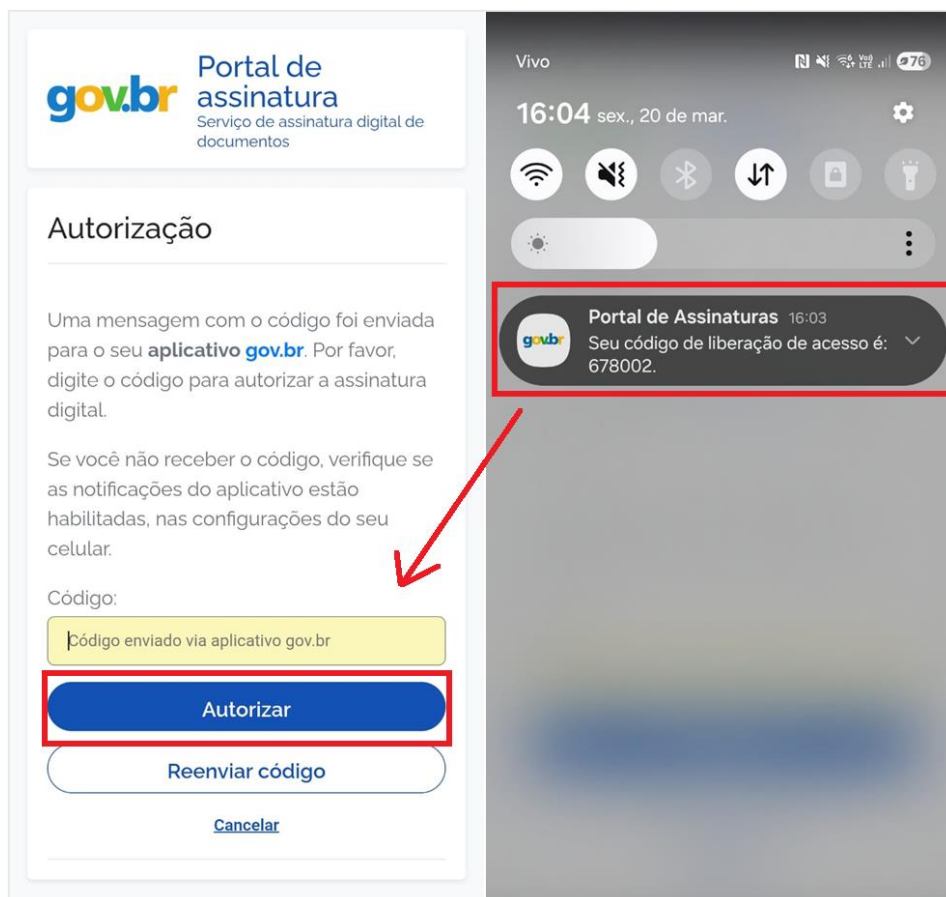 gov.br
Portal de
assinatura
Serviço de assinatura digital de
documentos
Autorização
Uma mensagem com o código foi enviada
para o seu aplicativo gov.br. Por favor,
digite o código para autorizar a assinatura
digital.
Se você não receber o código, verifique se
as notificações do aplicativo estão
habilitadas, nas configurações do seu
celular.
Código:
Código enviado via aplicativo gov.br
Autorizar
Reenviar código
Cancelar
Vivo
76
16:04 sex., 20 de mar.
gov.br
Portal de Assinaturas 16:03
Seu código de liberação de acesso é:
678002.